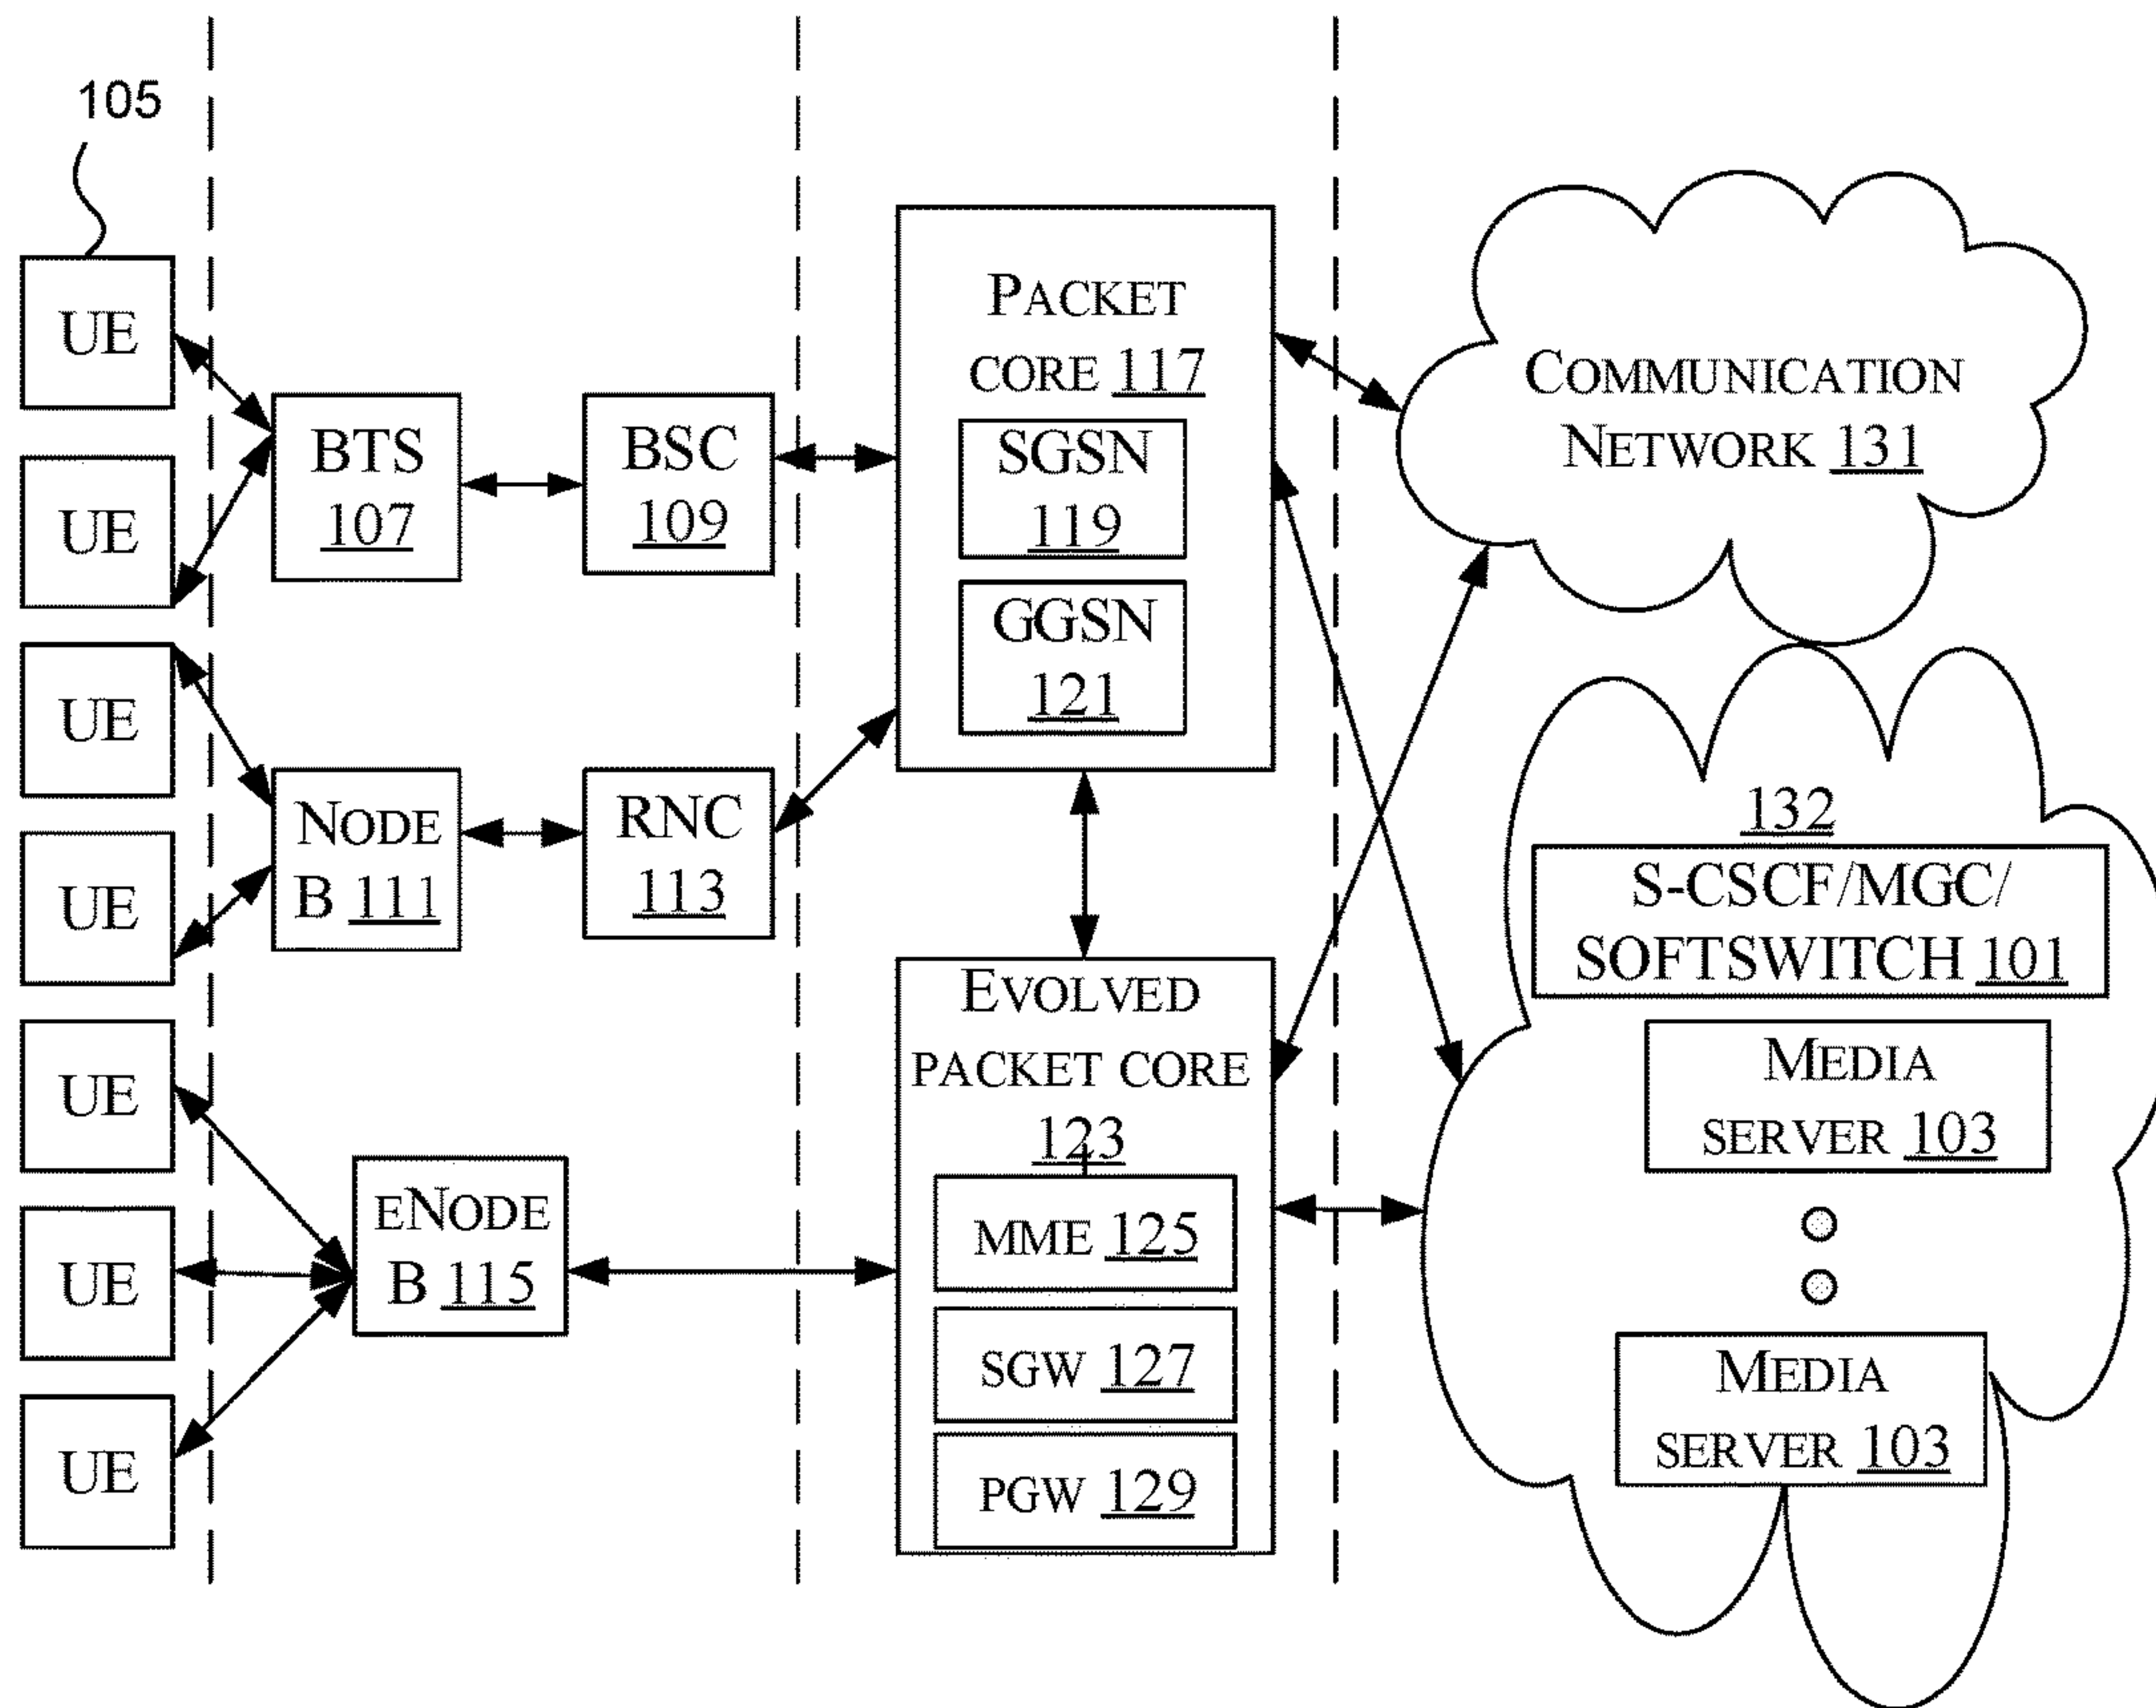 105
UE
UE
UE
UE
UE
UE
UE
BTS
107
BSC
109
NODE
B 111
RNC
113
eNODE
B 115
PACKET
CORE 117
SGSN
119
GGSN
121
EVOLVED
PACKET CORE
123
MME 125
SGW 127
PGW 129
COMMUNICATION
NETWORK 131
132
S-CSCF/MGC/
SOFTSWITCH 101
MEDIA
SERVER 103
MEDIA
SERVER 103